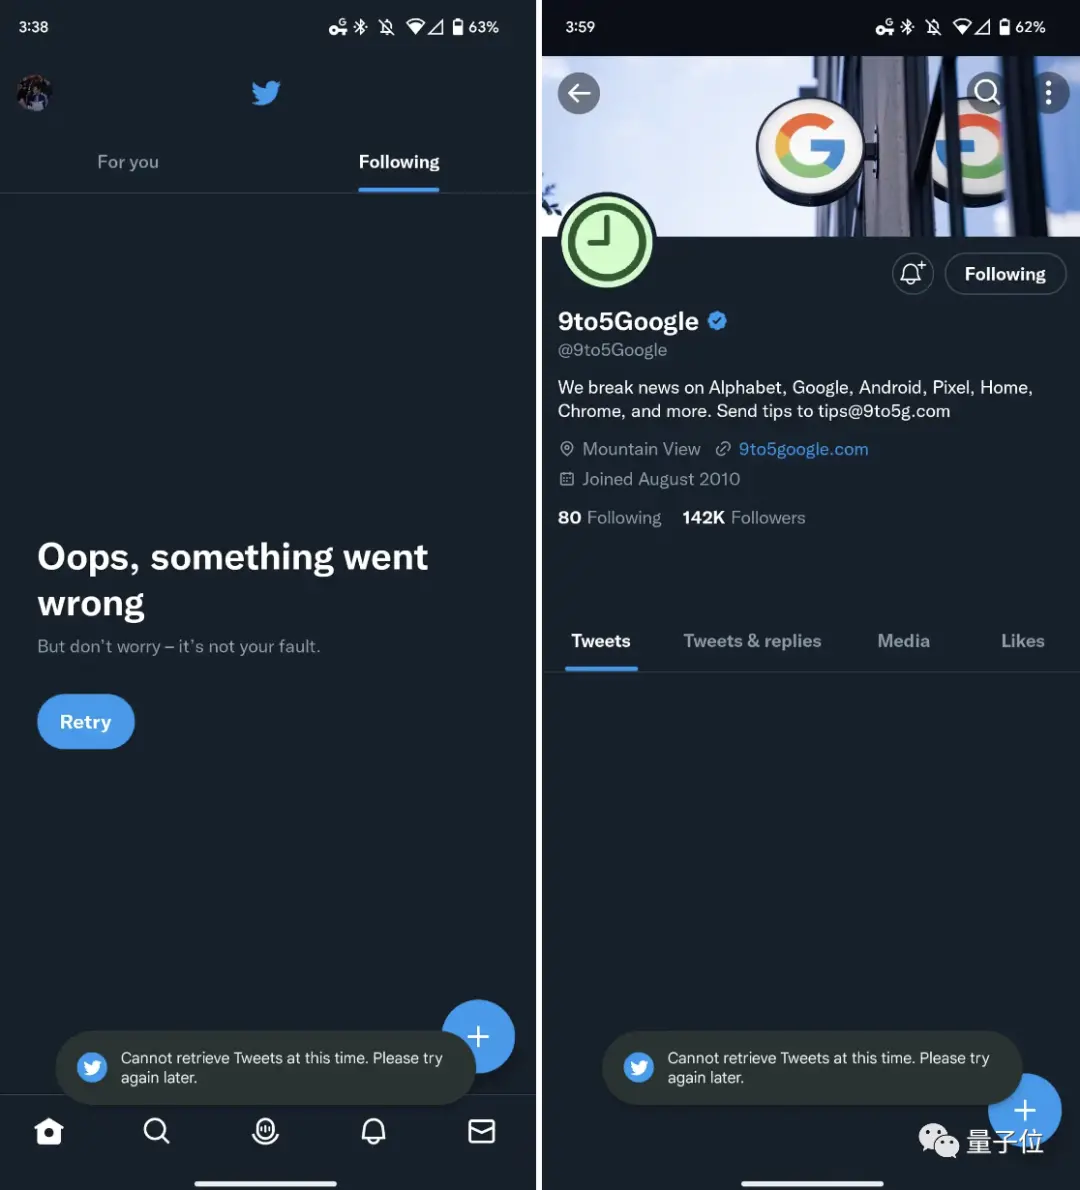 3:38
G
63%
For you
Following
Oops, something went
wrong
But don't worry – it's not your fault.
Retry
Cannot retrieve Tweets at this time. Please try
again later.
3:59
G
62%
G
G
Following
9to5Google
@9to5Google
We break news on Alphabet, Google, Android, Pixel, Home,
Chrome, and more. Send tips to tips@9to5g.com
Mountain View 9to5google.com
Joined August 2010
80 Following 142K Followers
Tweets Tweets & replies Media Likes
Cannot retrieve Tweets at this time. Please try
again later.
量子位